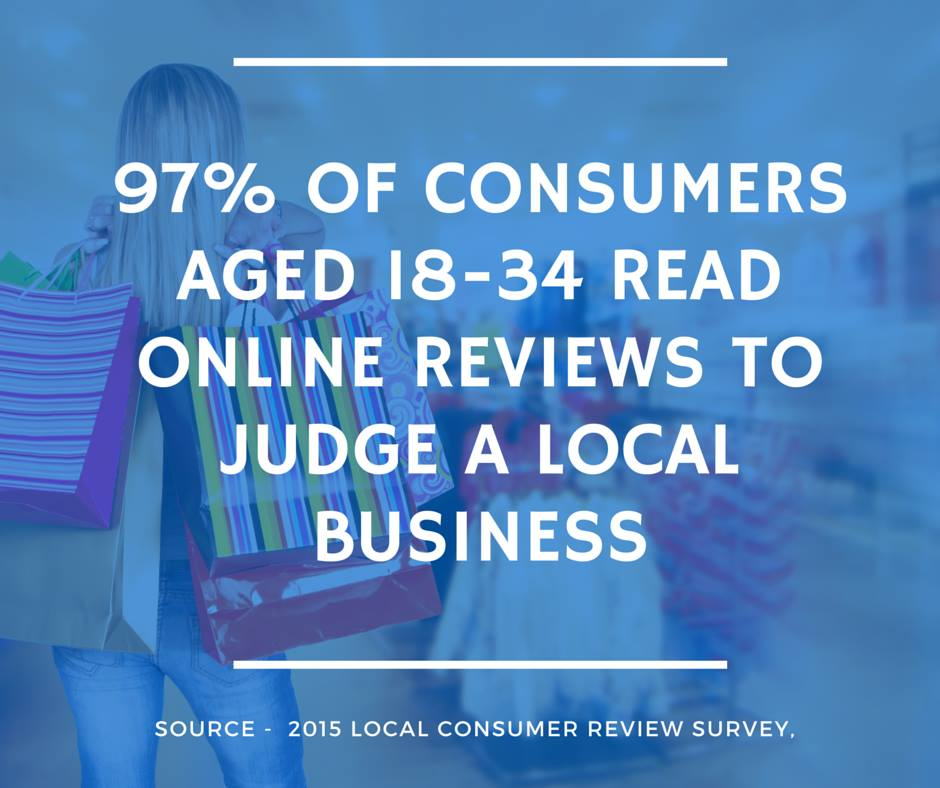 97% OF CONSUMERS
AGED 18-34 READ
ONLINE REVIEWS TO
JUDGE A LOCAL
BUSINESS
SOURCE -  2015 LOCAL CONSUMER REVIEW SURVEY,